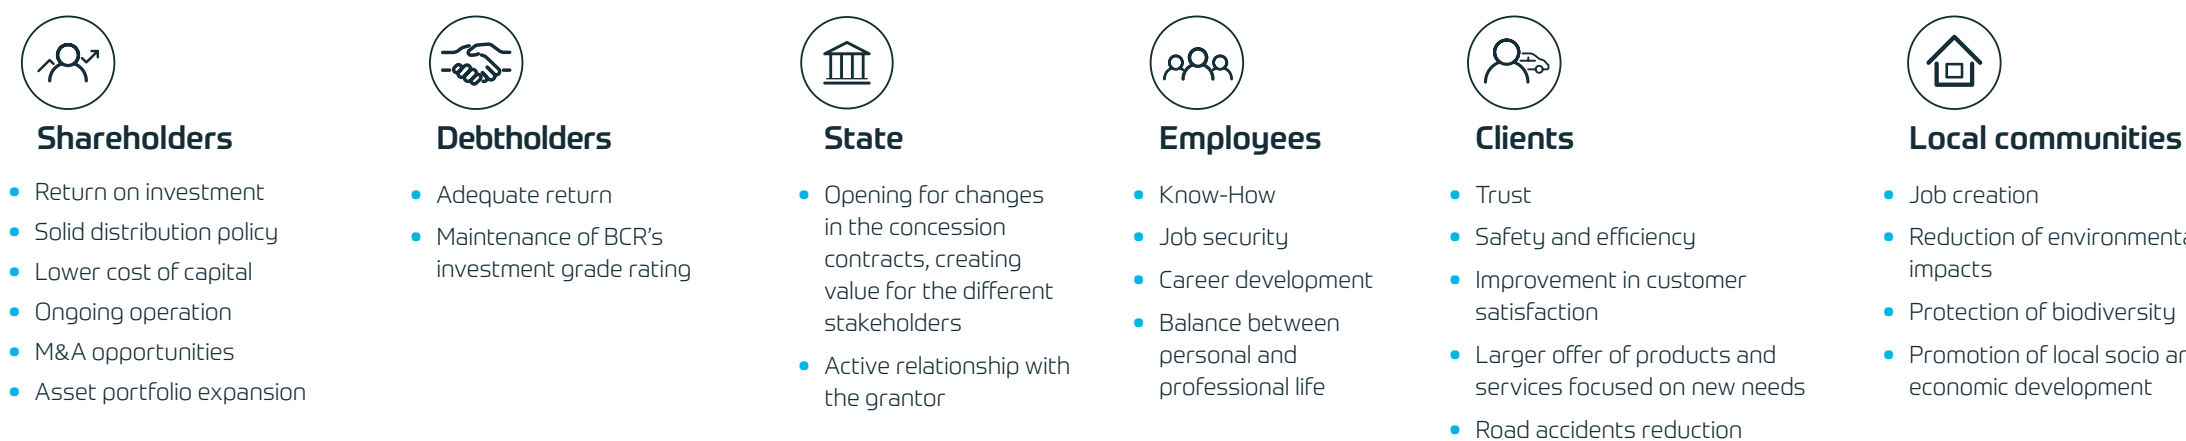 Shareholders
Return on investment
Solid distribution policy
Lower cost of capital
Ongoing operation
M&A opportunities
Asset portfolio expansion
Debtholders
Adequate return
Maintenance of BCR’s
investment grade rating
State
Opening for changes
in the concession
contracts, creating
value for the different
stakeholders
Active relationship with
the grantor
Employees
Know-How
Job security
Career development
Balance between
personal and
professional life
Clients
Trust
Safety and efficiency
Improvement in customer
satisfaction
Larger offer of products and
services focused on new needs
Road accidents reduction
Local communities
Job creation
Reduction of
impacts
Protection of biodiversity
Promotion of local socio
economic development